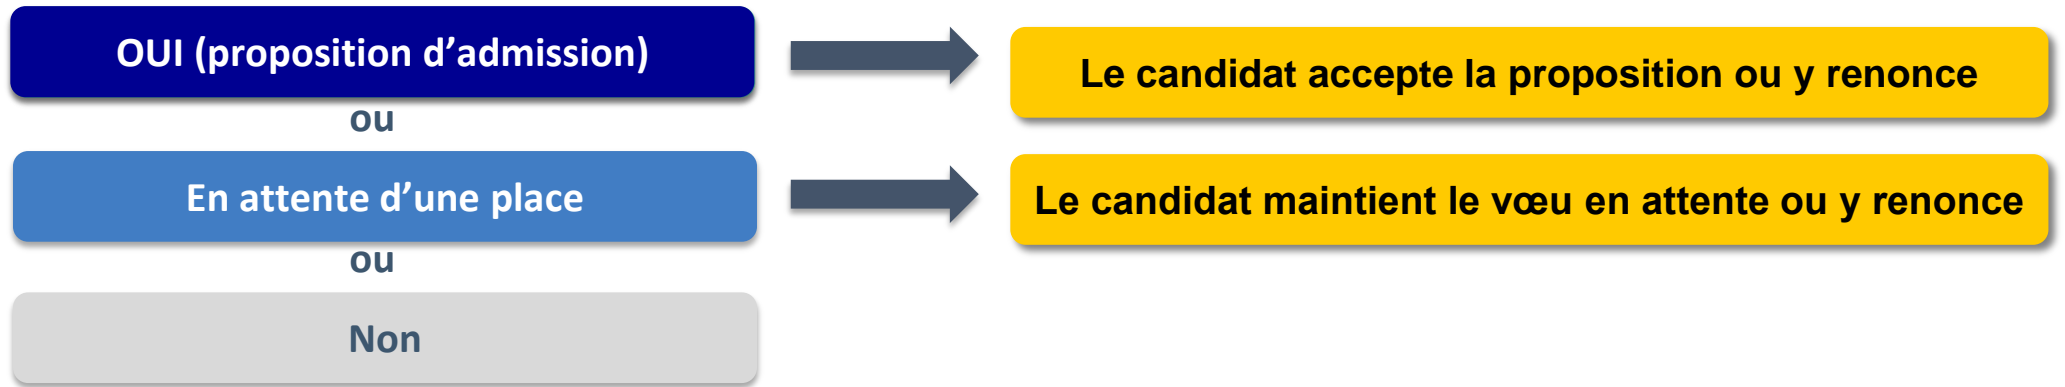 OUI (proposition d’admission)
Le candidat accepte la proposition ou y renonce
ou
En attente d’une place
Le candidat maintient le vœu en attente ou y renonce
ou
Non